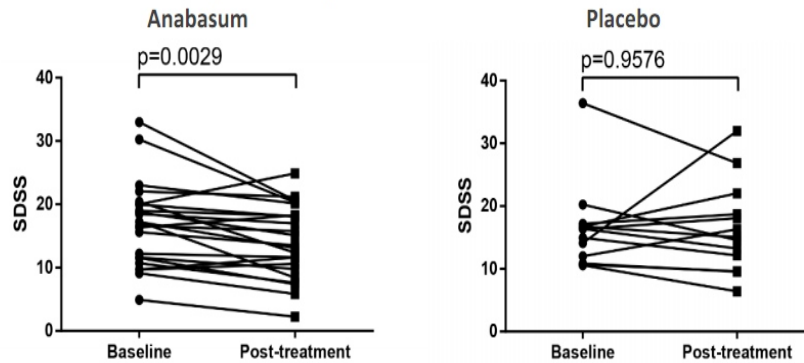 Anabasum
p=0.0029
40
30
20
10
0
SDSS
Baseline Post-treatment
Placebo
p=0.9576
40
30
20
10
0
SDSS
Baseline Post-treatment